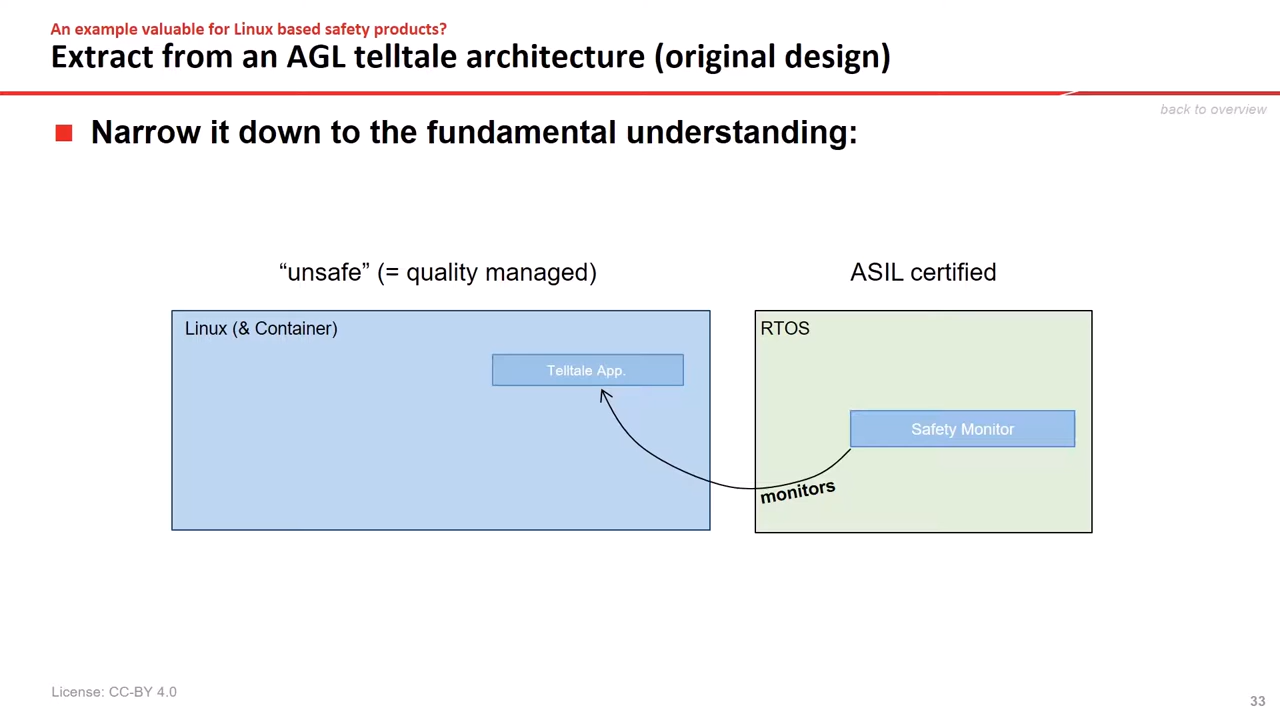 An example valuable for Linux based safety products?
Extract from an AGL telltale architecture (original design)
back to overview
Narrow it down to the fundamental understanding:
“unsafe” (= quality managed)
ASIL certified
Linux (& Container)
RTOS
Telltale App.
Safety Monitor
monitors
License: CC-BY 4.0
33